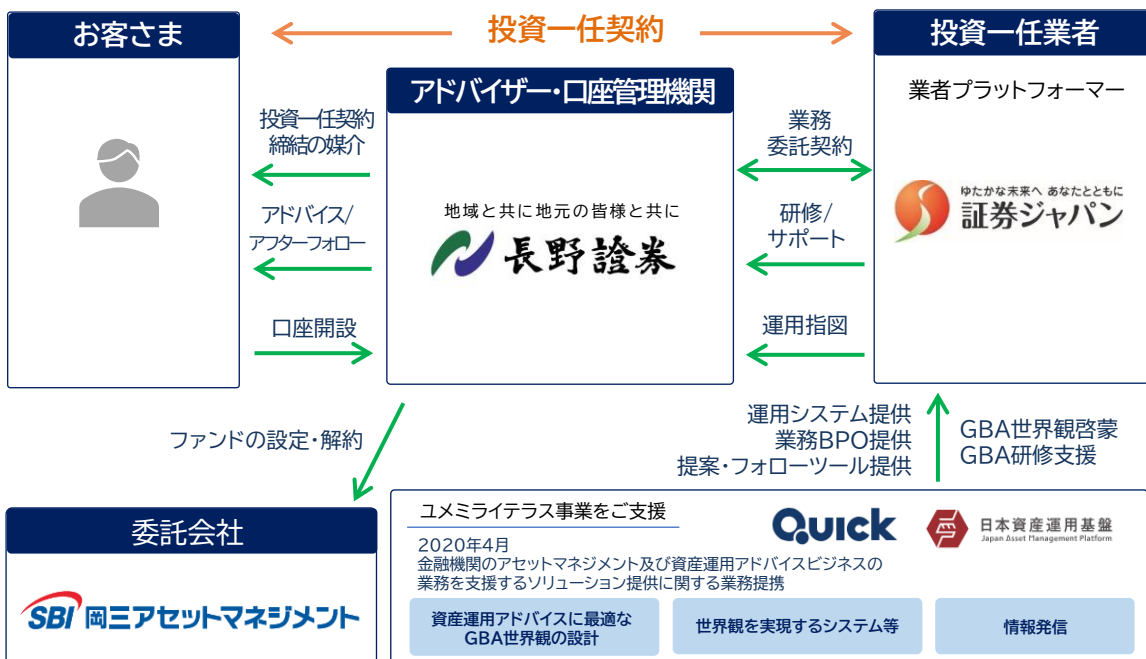 お客さま
投資一任契約
投資一任業者
業者プラットフォーマー
アドバイザー・口座管理機関
投資一任契約
締結の媒介
アドバイス/
アフターフォロー
口座開設
地域と共に地元の皆様と共に
長野證券
業務
委託契約
研修/
サポート
運用指図
ゆたかな未来へ あなたとともに
証券ジャパン
ファンドの設定・解約
運用システム提供
業務BPO提供
提案・フォローツール提供
GBA世界観啓蒙
GBA研修支援
委託会社
SBI 岡三アセットマネジメント
ユメミライテラス事業をご支援
QUICK
日本資産運用基盤
Japan Asset Management Platform
2020年4月
金融機関のアセットマネジメント及び資産運用アドバイスビジネスの
業務を支援するソリューション提供に関する業務提携
資産運用アドバイスに最適な
GBA世界観の設計
世界観を実現するシステム等
情報発信